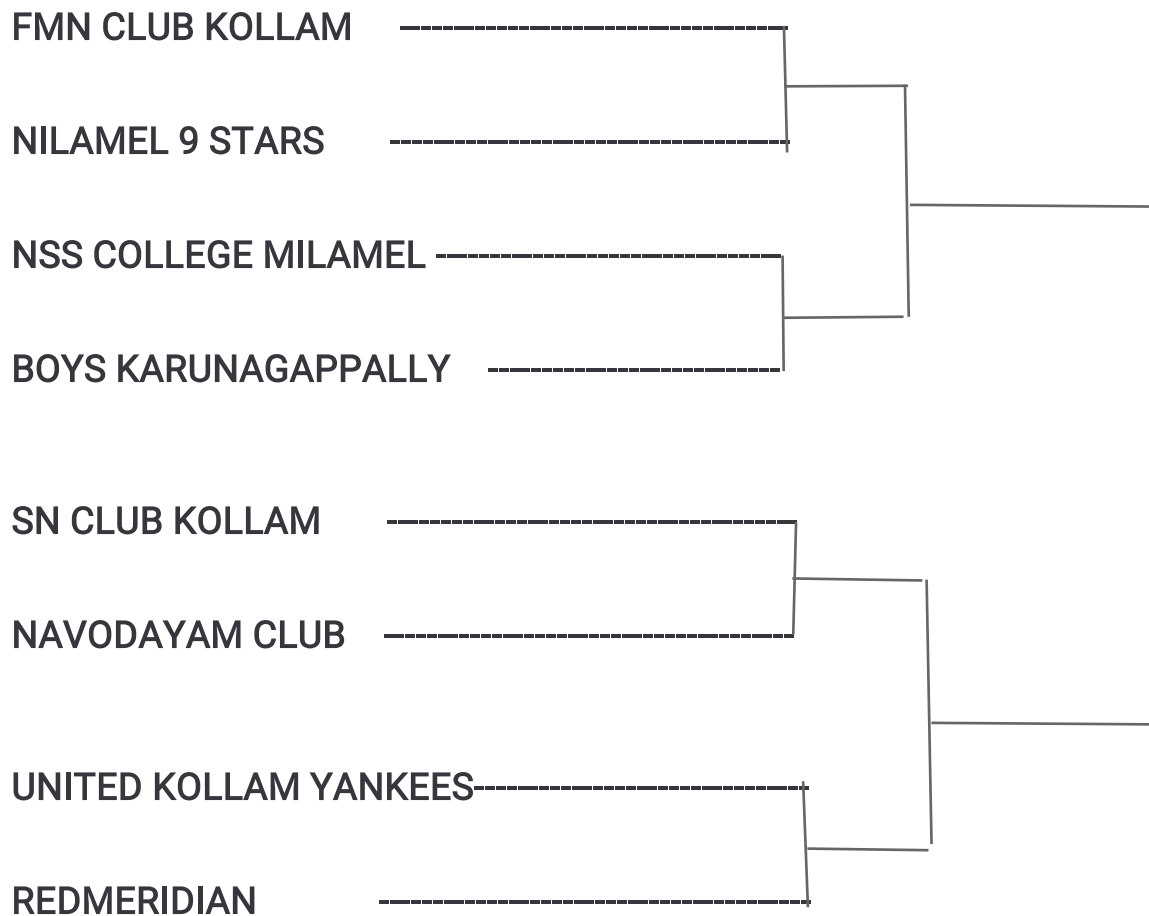 FMN CLUB KOLLAM
NILAMEL 9 STARS
NSS COLLEGE MILAMEL
BOYS KARUNAGAPPALLY
SN CLUB KOLLAM
NAVODAYAM CLUB
UNITED KOLLAM YANKEES
REDMERIDIAN